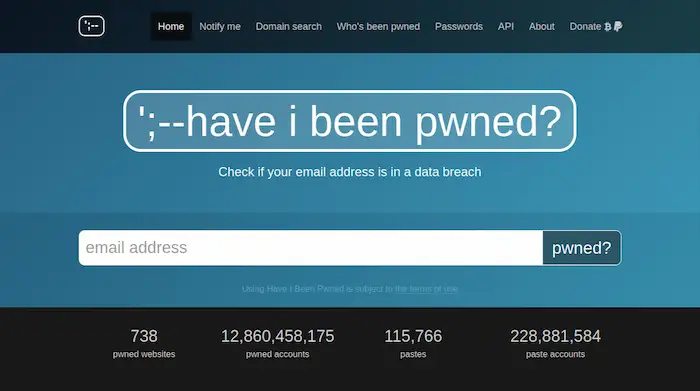 ';--
Home Notify me Domain search Who's been pwned Passwords API About Donate
';--have i been pwned?
Check if your email address is in a data breach
email address pwned?
Using Have I Been Pwned is subject to the terms of use
738 12,860,458,175 115,766 228,881,584
pwned websites pwned accounts pastes paste accounts